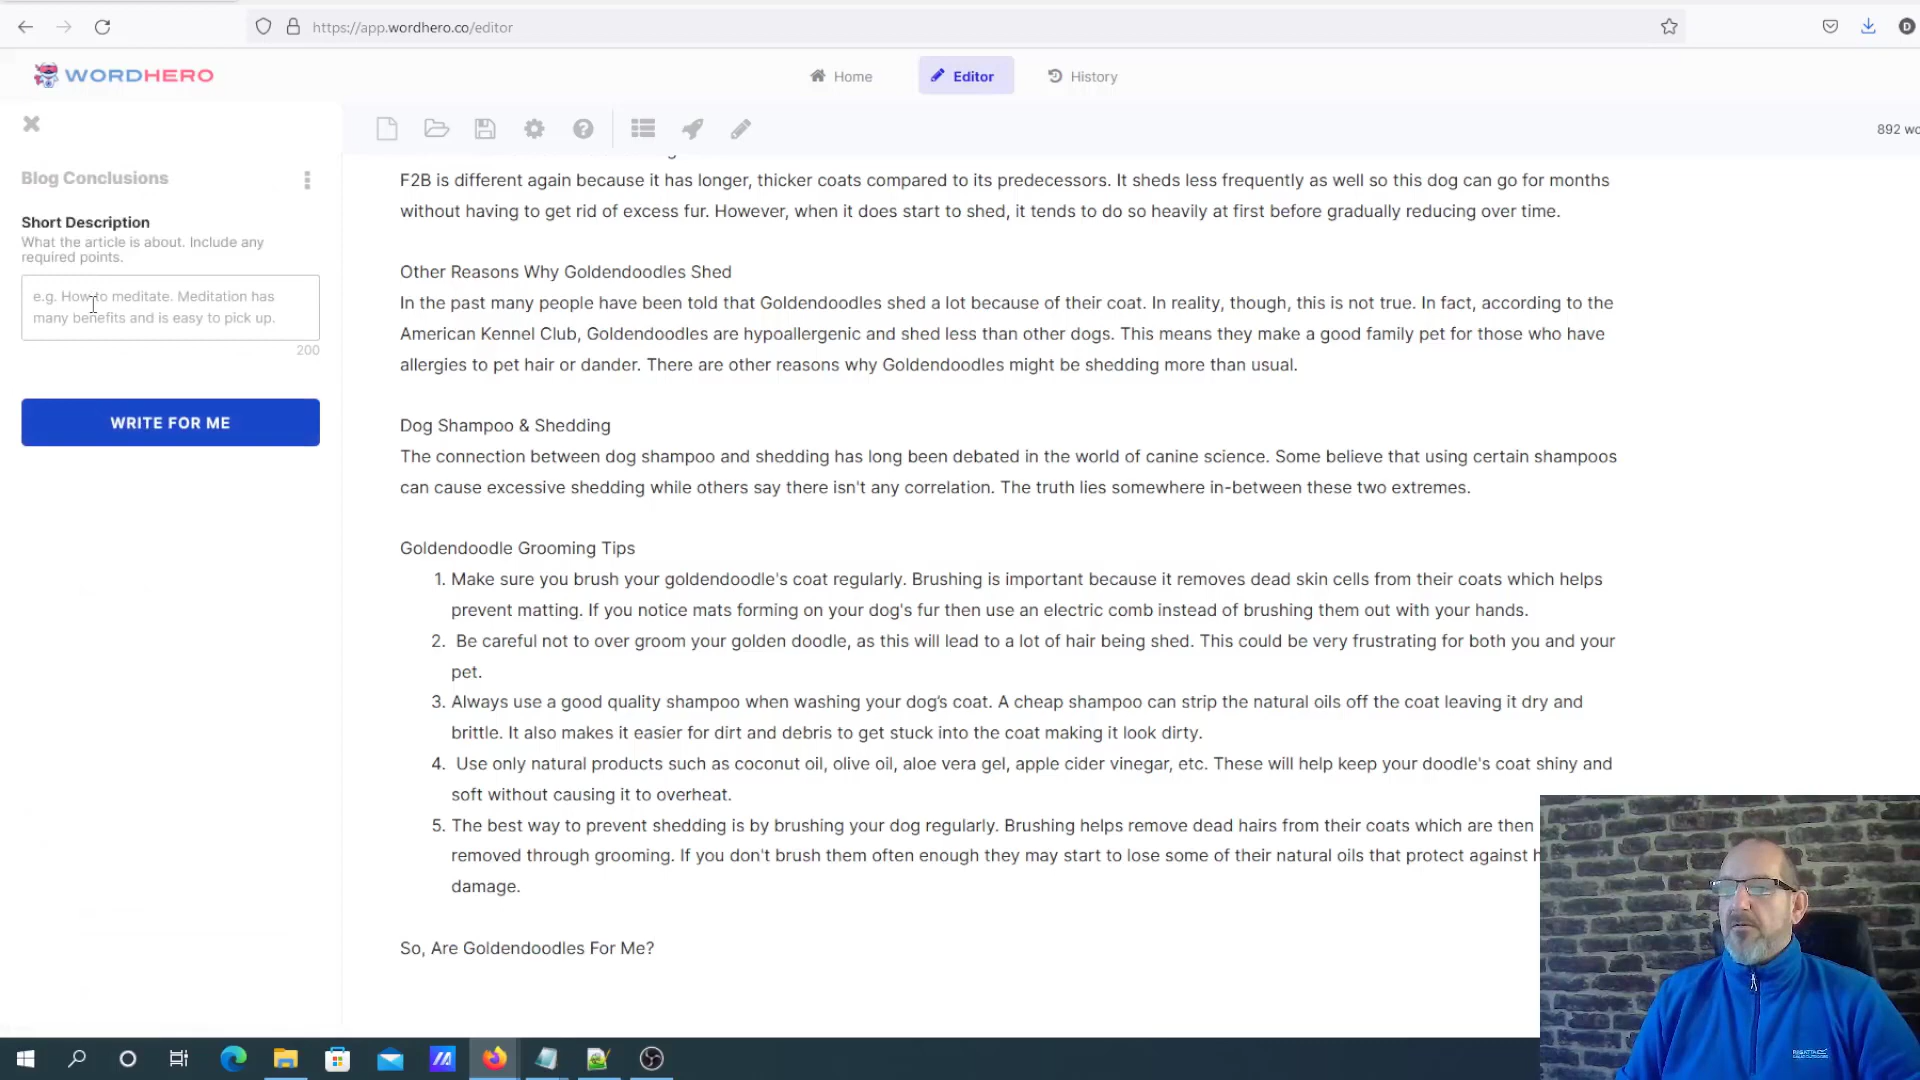 https://app.wordhero.co/editor
D
WORDHERO
Home
Editor
History
892 wo
Blog Conclusions
Short Description
What the article is about. Include any
required points.
e.g. How to meditate. Meditation has
many benefits and is easy to pick up.
200
WRITE FOR ME
F2B is different again because it has longer, thicker coats compared to its predecessors. It sheds less frequently as well so this dog can go for months
without having to get rid of excess fur. However, when it does start to shed, it tends to do so heavily at first before gradually reducing over time.
Other Reasons Why Goldendoodles Shed
In the past many people have been told that Goldendoodles shed a lot because of their coat. In reality, though, this is not true. In fact, according to the
American Kennel Club, Goldendoodles are hypoallergenic and shed less than other dogs. This means they make a good family pet for those who have
allergies to pet hair or dander. There are other reasons why Goldendoodles might be shedding more than usual.
Dog Shampoo & Shedding
The connection between dog shampoo and shedding has long been debated in the world of canine science. Some believe that using certain shampoos
can cause excessive shedding while others say there isn't any correlation. The truth lies somewhere in-between these two extremes.
Goldendoodle Grooming Tips
1. Make sure you brush your goldendoodle's coat regularly. Brushing is important because it removes dead skin cells from their coats which helps
prevent matting. If you notice mats forming on your dog's fur then use an electric comb instead of brushing them out with your hands.
2. Be careful not to over groom your golden doodle, as this will lead to a lot of hair being shed. This could be very frustrating for both you and your
pet.
3. Always use a good quality shampoo when washing your dog's coat. A cheap shampoo can strip the natural oils off the coat leaving it dry and
brittle. It also makes it easier for dirt and debris to get stuck into the coat making it look dirty.
4. Use only natural products such as coconut oil, olive oil, aloe vera gel, apple cider vinegar, etc. These will help keep your doodle's coat shiny and
soft without causing it to overheat.
5. The best way to prevent shedding is by brushing your dog regularly. Brushing helps remove dead hairs from their coats which are then
removed through grooming. If you don't brush them often enough they may start to lose some of their natural oils that protect against h
damage.
So, Are Goldendoodles For Me?